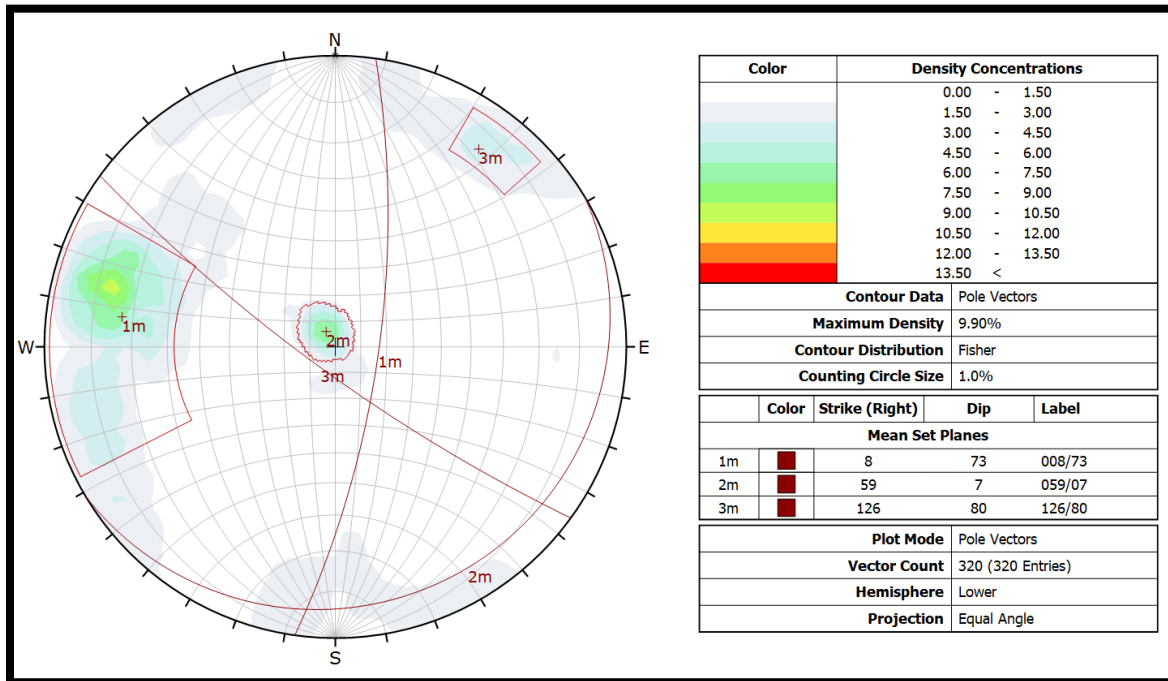 N
3m
1m
W
2m
E
3m
1m
2m
S
Color Density Concentrations
0.00 - 1.50
1.50 - 3.00
3.00 - 4.50
4.50 - 6.00
6.00 - 7.50
7.50 - 9.00
9.00 - 10.50
10.50 - 12.00
12.00 - 13.50
13.50 <
Contour Data Pole Vectors
Maximum Density 9.90%
Contour Distribution Fisher
Counting Circle Size 1.0%
Color Strike (Right) Dip Label
Mean Set Planes
1m 8 73 008/73
2m 59 7 059/07
3m 126 80 126/80
Plot Mode Pole Vectors
Vector Count 320 (320 Entries)
Hemisphere Lower
Projection Equal Angle